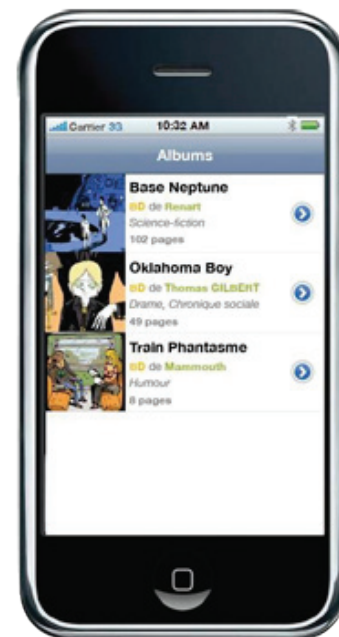 Carrier 3G 10:32 AM
Albums
Base Neptune
BD de Renart
Science-fiction
102 pages
Oklahoma Boy
BD de Thomas GILBERT
Drame, Chronique sociale
49 pages
Train Phantasme
BD de Mammouth
Humour
8 pages